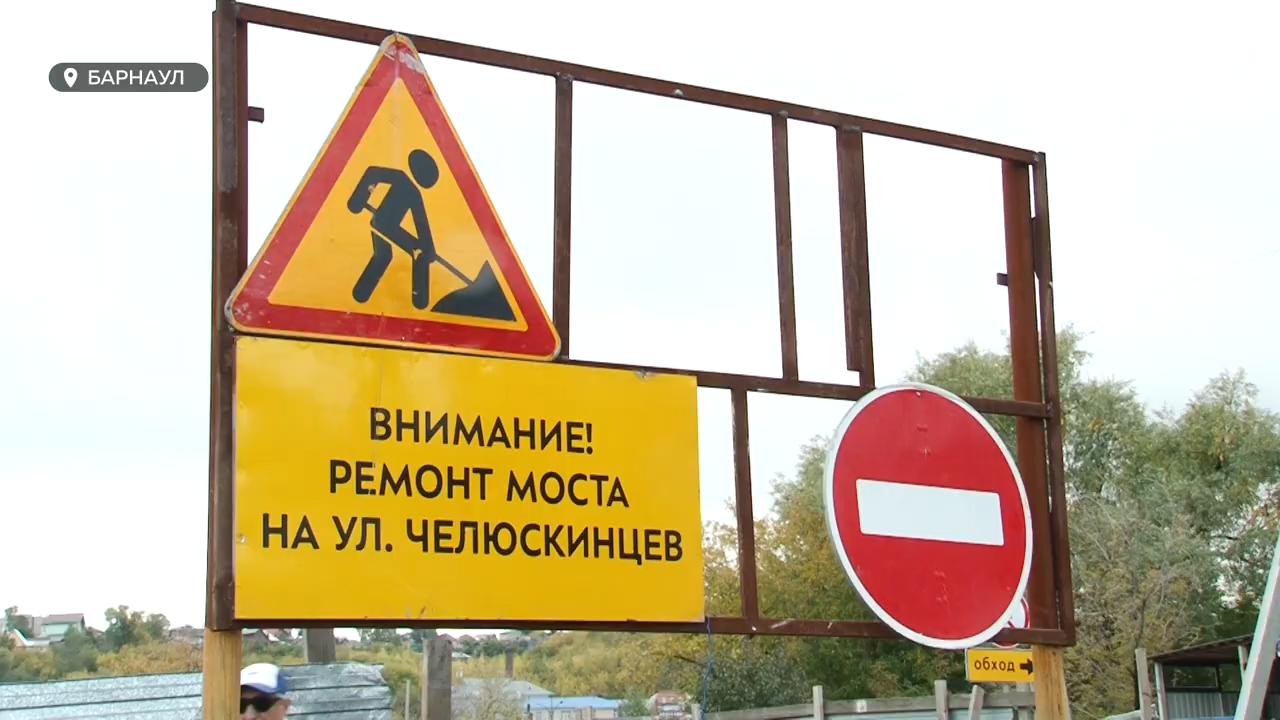 БАРНАУЛ
ВНИМАНИЕ!
РЕМОНТ МОСТА
НА УЛ. ЧЕЛЮСКИНЦЕВ
обход